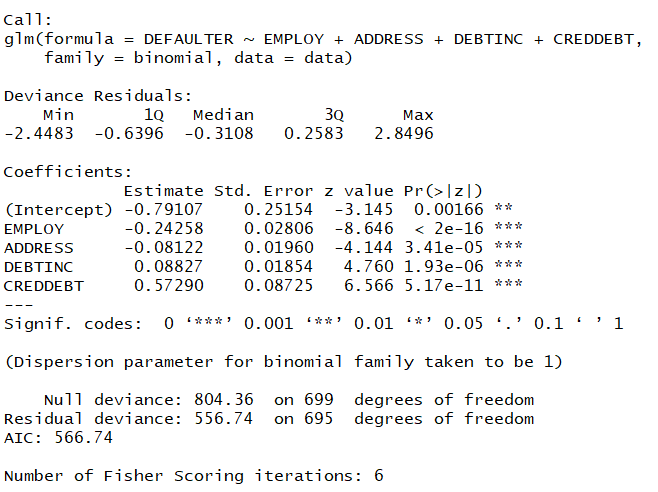 Call:
glm(formula = DEFAULTER ~ EMPLOY + ADDRESS + DEBTINC + CREDDEBT,
    family = binomial, data = data)

Deviance Residuals:
    Min       1Q   Median       3Q      Max
-2.4483  -0.6396  -0.3108   0.2583   2.8496

Coefficients:
            Estimate Std. Error z value Pr(>|z|)
(Intercept) -0.79107    0.25154  -3.145  0.00166 **
EMPLOY      -0.24258    0.02806  -8.646  < 2e-16 ***
ADDRESS     -0.08122    0.01960  -4.144 3.41e-05 ***
DEBTINC      0.08827    0.01854   4.760 1.93e-06 ***
CREDDEBT     0.57290    0.08725   6.566 5.17e-11 ***
---
Signif. codes:  0 ‘***’ 0.001 ‘**’ 0.01 ‘*’ 0.05 ‘.’ 0.1 ‘ ’ 1

(Dispersion parameter for binomial family taken to be 1)

    Null deviance: 804.36  on 699  degrees of freedom
Residual deviance: 556.74  on 695  degrees of freedom
AIC: 566.74

Number of Fisher Scoring iterations: 6